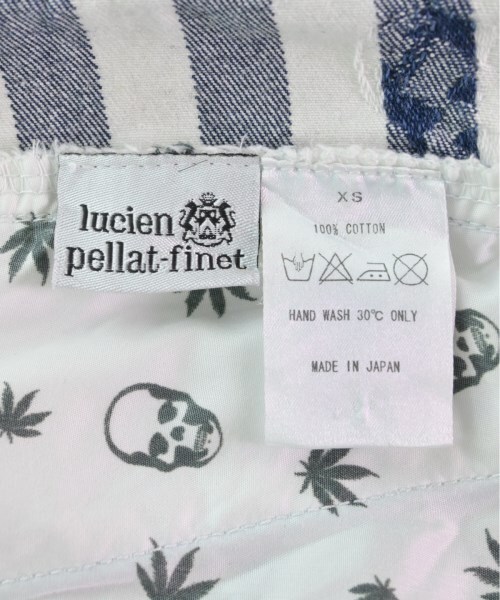 lucien
pellat-finet
XS
100% COTTON
HAND WASH 30℃ ONLY
MADE IN JAPAN